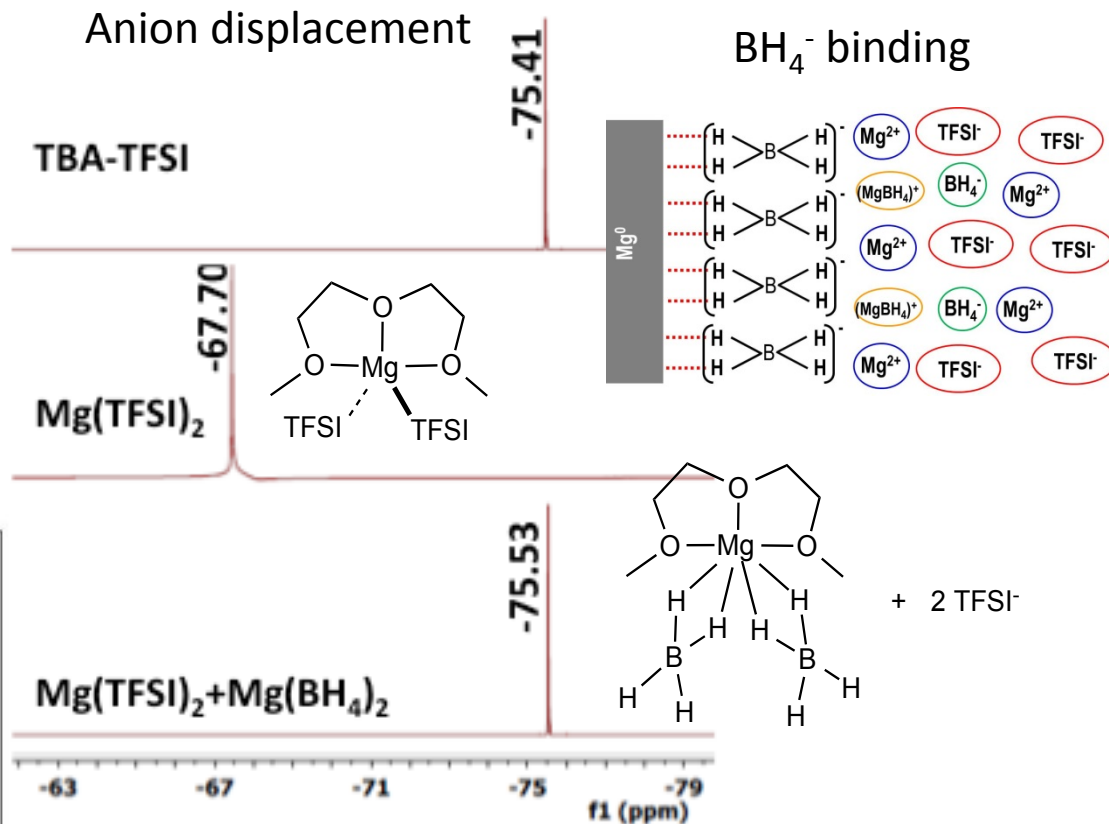 Anion displacement
-75.41
TBA-TFSI
-67.70
Mg(TFSI)₂
O
O Mg O
TFSI TFSI
-75.53
Mg(TFSI)₂+Mg(BH₄)₂
-63 -67 -71 -75 -79
f1 (ppm)
BH₄⁻ binding
Mg⁰
H H
B
H H
-
H H
B
H H
-
H H
B
H H
-
H H
B
H H
-
Mg²⁺ TFSI⁻ TFSI⁻
(MgBH₄)⁺ BH₄⁻ Mg²⁺
Mg²⁺ TFSI⁻ TFSI⁻
(MgBH₄)⁺ BH₄⁻ Mg²⁺
Mg²⁺ TFSI⁻ TFSI⁻
O
O Mg O
H H
H H
B B
H H
H H
+ 2 TFSI⁻